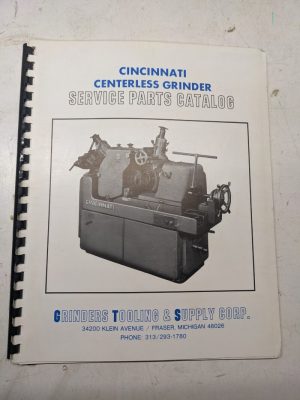 CINCINNATI
CENTERLESS GRINDER
SERVICE PARTS CATALOG
CINCINNATI
GRINDERS TOOLING & SUPPLY CORP.
34200 KLEIN AVENUE / FRASER, MICHIGAN 48026
PHONE: 313/293-1780